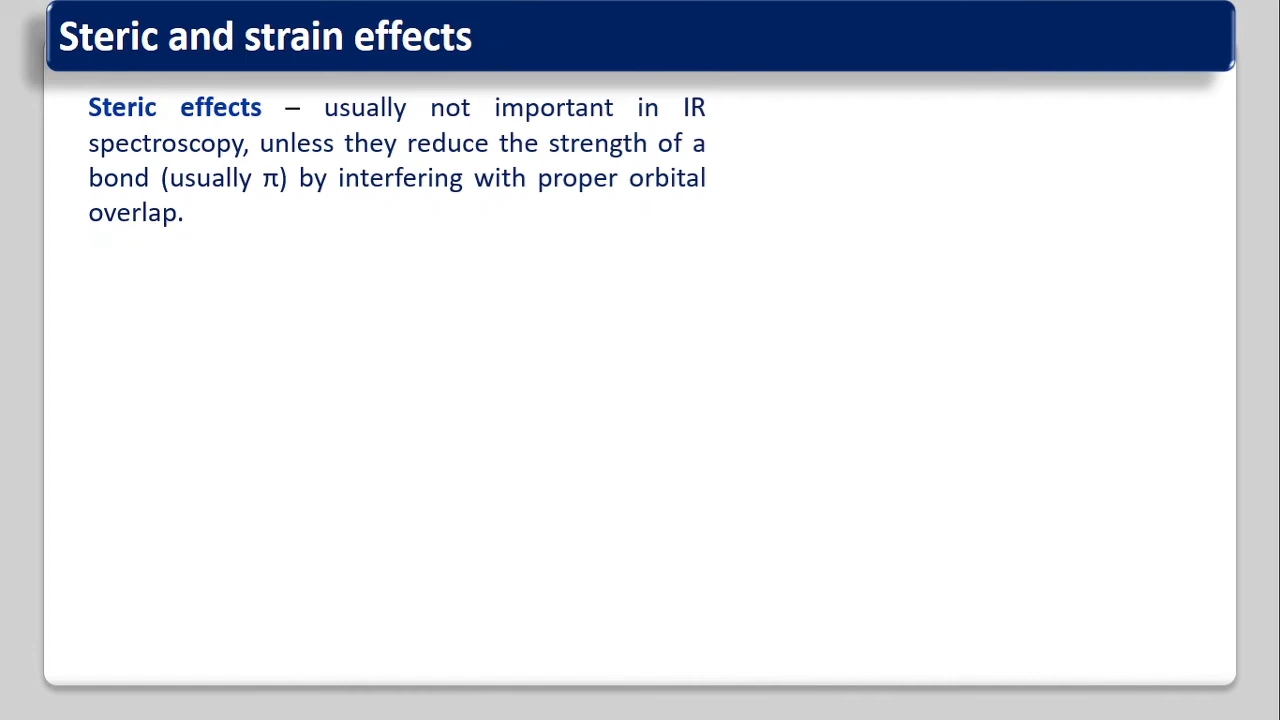 Steric and strain effects
Steric effects – usually not important in IR
spectroscopy, unless they reduce the strength of a
bond (usually π) by interfering with proper orbital
overlap.